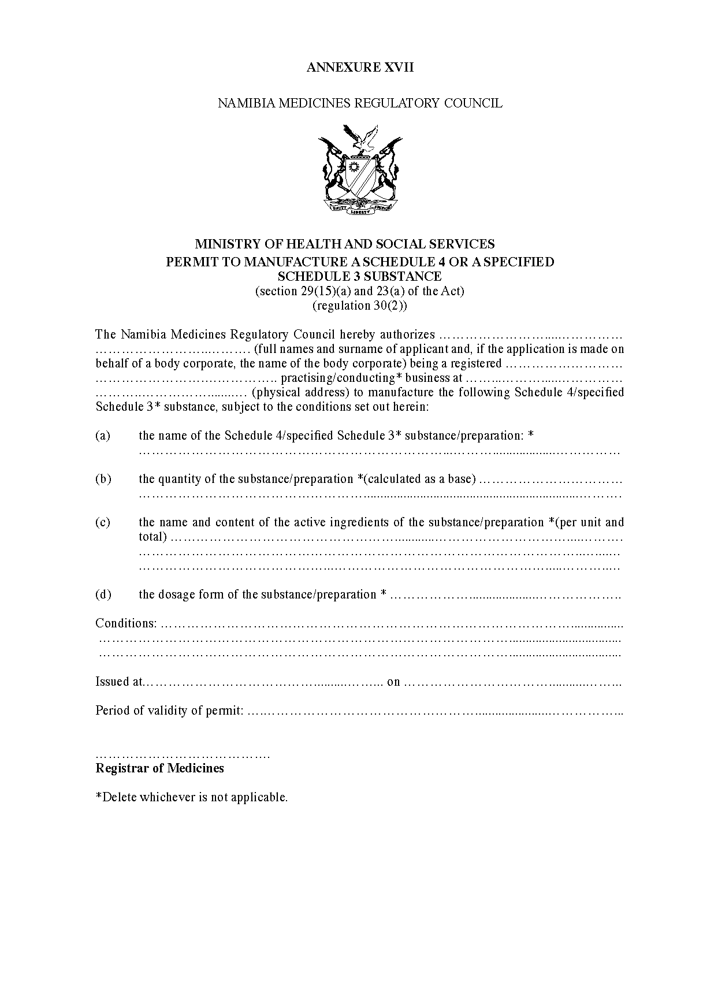 ANNEXURE XVII
NAMIBIA MEDICINES REGULATORY COUNCIL
UNITY LIBERTY JUSTICE
MINISTRY OF HEALTH AND SOCIAL SERVICES
PERMIT TO MANUFACTURE A SCHEDULE 4 OR A SPECIFIED
SCHEDULE 3 SUBSTANCE
(section 29(15)(a) and 23(a) of the Act)
(regulation 30(2))
The Namibia Medicines Regulatory Council hereby authorizes ……………………....……………
……………………..………. (full names and surname of applicant and, if the application is made on
behalf of a body corporate, the name of the body corporate) being a registered ………………………
……………………………………….. practising/conducting* business at ……..………....……………
………..……………......…. (physical address) to manufacture the following Schedule 4/specified
Schedule 3* substance, subject to the conditions set out herein:
(a) the name of the Schedule 4/specified Schedule 3* substance/preparation: *
……………………………………………………………..………...................……………
(b) the quantity of the substance/preparation *(calculated as a base) ……………………………
……………………………………………..................................................................……….
(c) the name and content of the active ingredients of the substance/preparation *(per unit and
total) ……………………………………………...........…………………………....……….
…………………………………………………………………………………………..…....…
………………………………………..…………………………………………....………..…
(d) the dosage form of the substance/preparation * ………………....................………………..
Conditions: …………………………………………………………………………………...............
…………………………………………………………………………………..................................
…………………………………………………………………………………..................................
Issued at…………………………………..........……... on ……………………………...........……...
Period of validity of permit: ….…………………………………………......................……………...
………………………………….
Registrar of Medicines
*Delete whichever is not applicable.